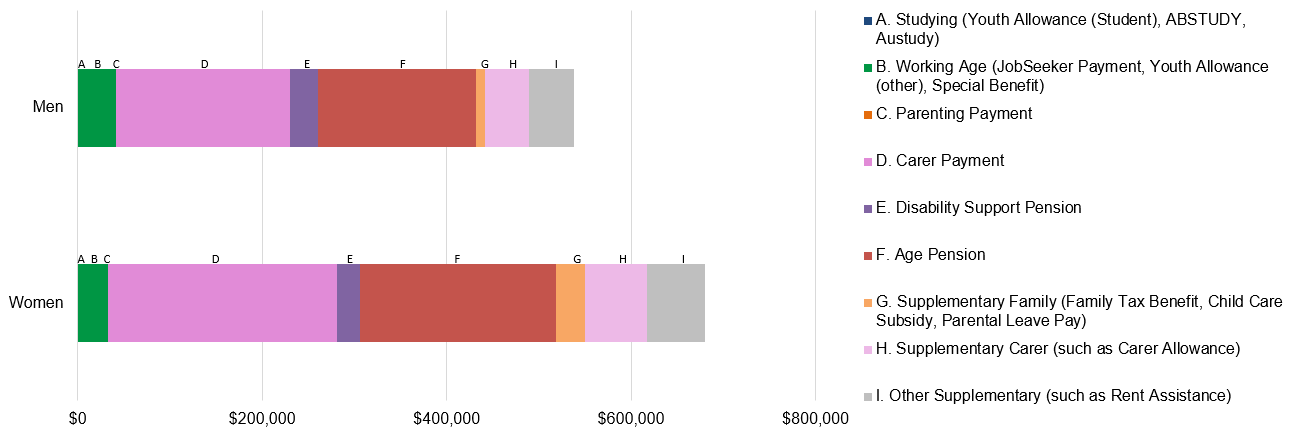 A B C D E F G H I
Men
A B C D E F G H I
Women
$0 $200,000 $400,000 $600,000 $800,000
A. Studying (Youth Allowance (Student), ABSTUDY,
Austudy)
B. Working Age (JobSeeker Payment, Youth Allowance
(other), Special Benefit)
C. Parenting Payment
D. Carer Payment
E. Disability Support Pension
F. Age Pension
G. Supplementary Family (Family Tax Benefit, Child Care
Subsidy, Parental Leave Pay)
H. Supplementary Carer (such as Carer Allowance)
I. Other Supplementary (such as Rent Assistance)